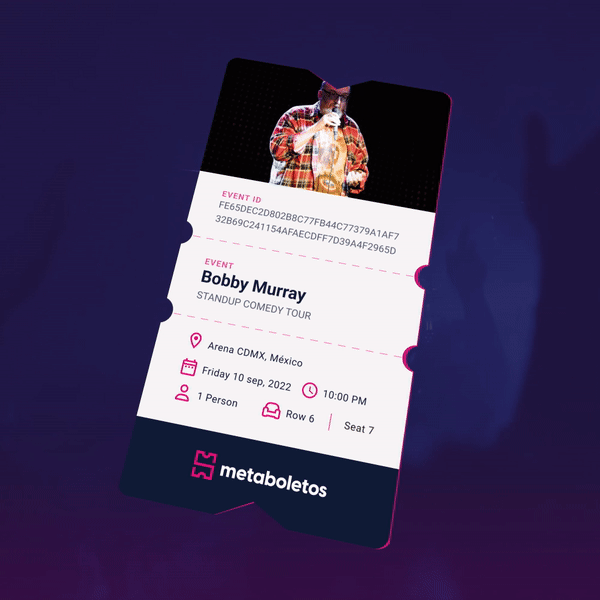 EVENT ID
FE65DEC2D802B8C77FB44C77379A1AF7
32B69C241154AFAECDFF7D39A4F2965D
EVENT
Bobby Murray
STANDUP COMEDY TOUR
Arena CDMX, México
Friday 10 sep, 2022
10:00 PM
1 Person
Row 6
Seat 7
metaboletos